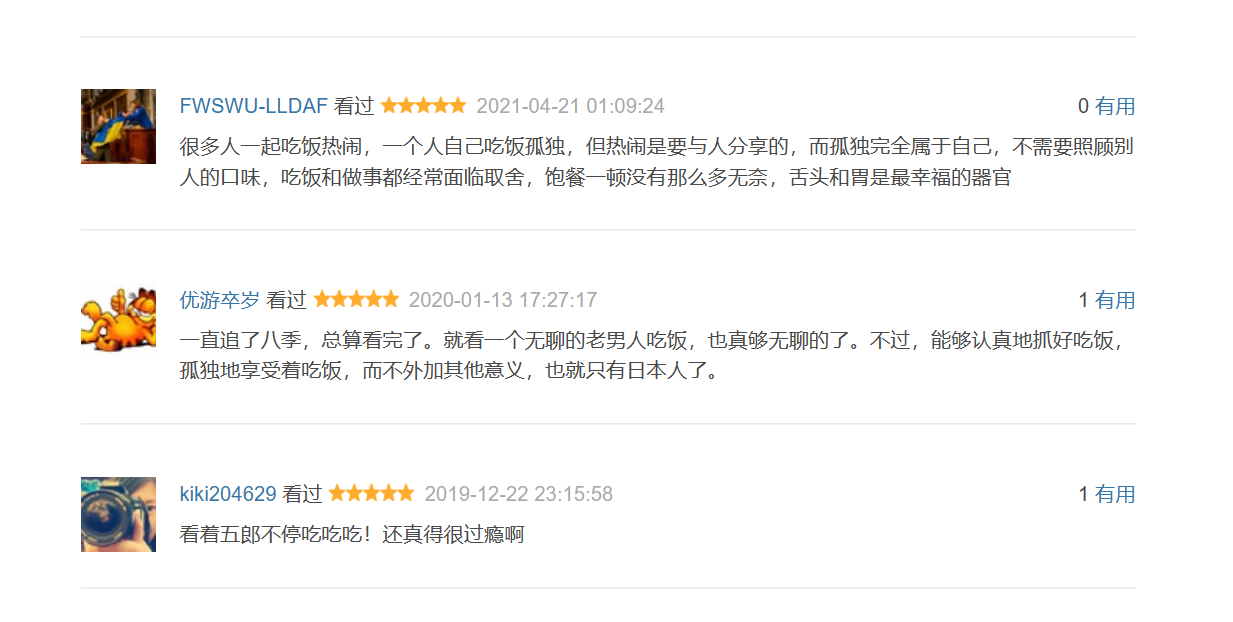 FWSWU-LLDAF 看过 ★★★★★ 2021-04-21 01:09:24 0 有用
很多人一起吃饭热闹，一个人自己吃饭孤独，但热闹是要与人分享的，而孤独完全属于自己，不需要照顾别
人的口味，吃饭和做事都经常面临取舍，饱餐一顿没有那么多无奈，舌头和胃是最幸福的器官
优游卒岁 看过 ★★★★★ 2020-01-13 17:27:17 1 有用
一直追了八季，总算看完了。就看一个无聊的老男人吃饭，也真够无聊的了。不过，能够认真地抓好吃饭，
孤独地享受着吃饭，而不外加其他意义，也就只有日本人了。
kiki204629 看过 ★★★★★ 2019-12-22 23:15:58 1 有用
看着五郎不停吃吃吃！还真得很过瘾啊